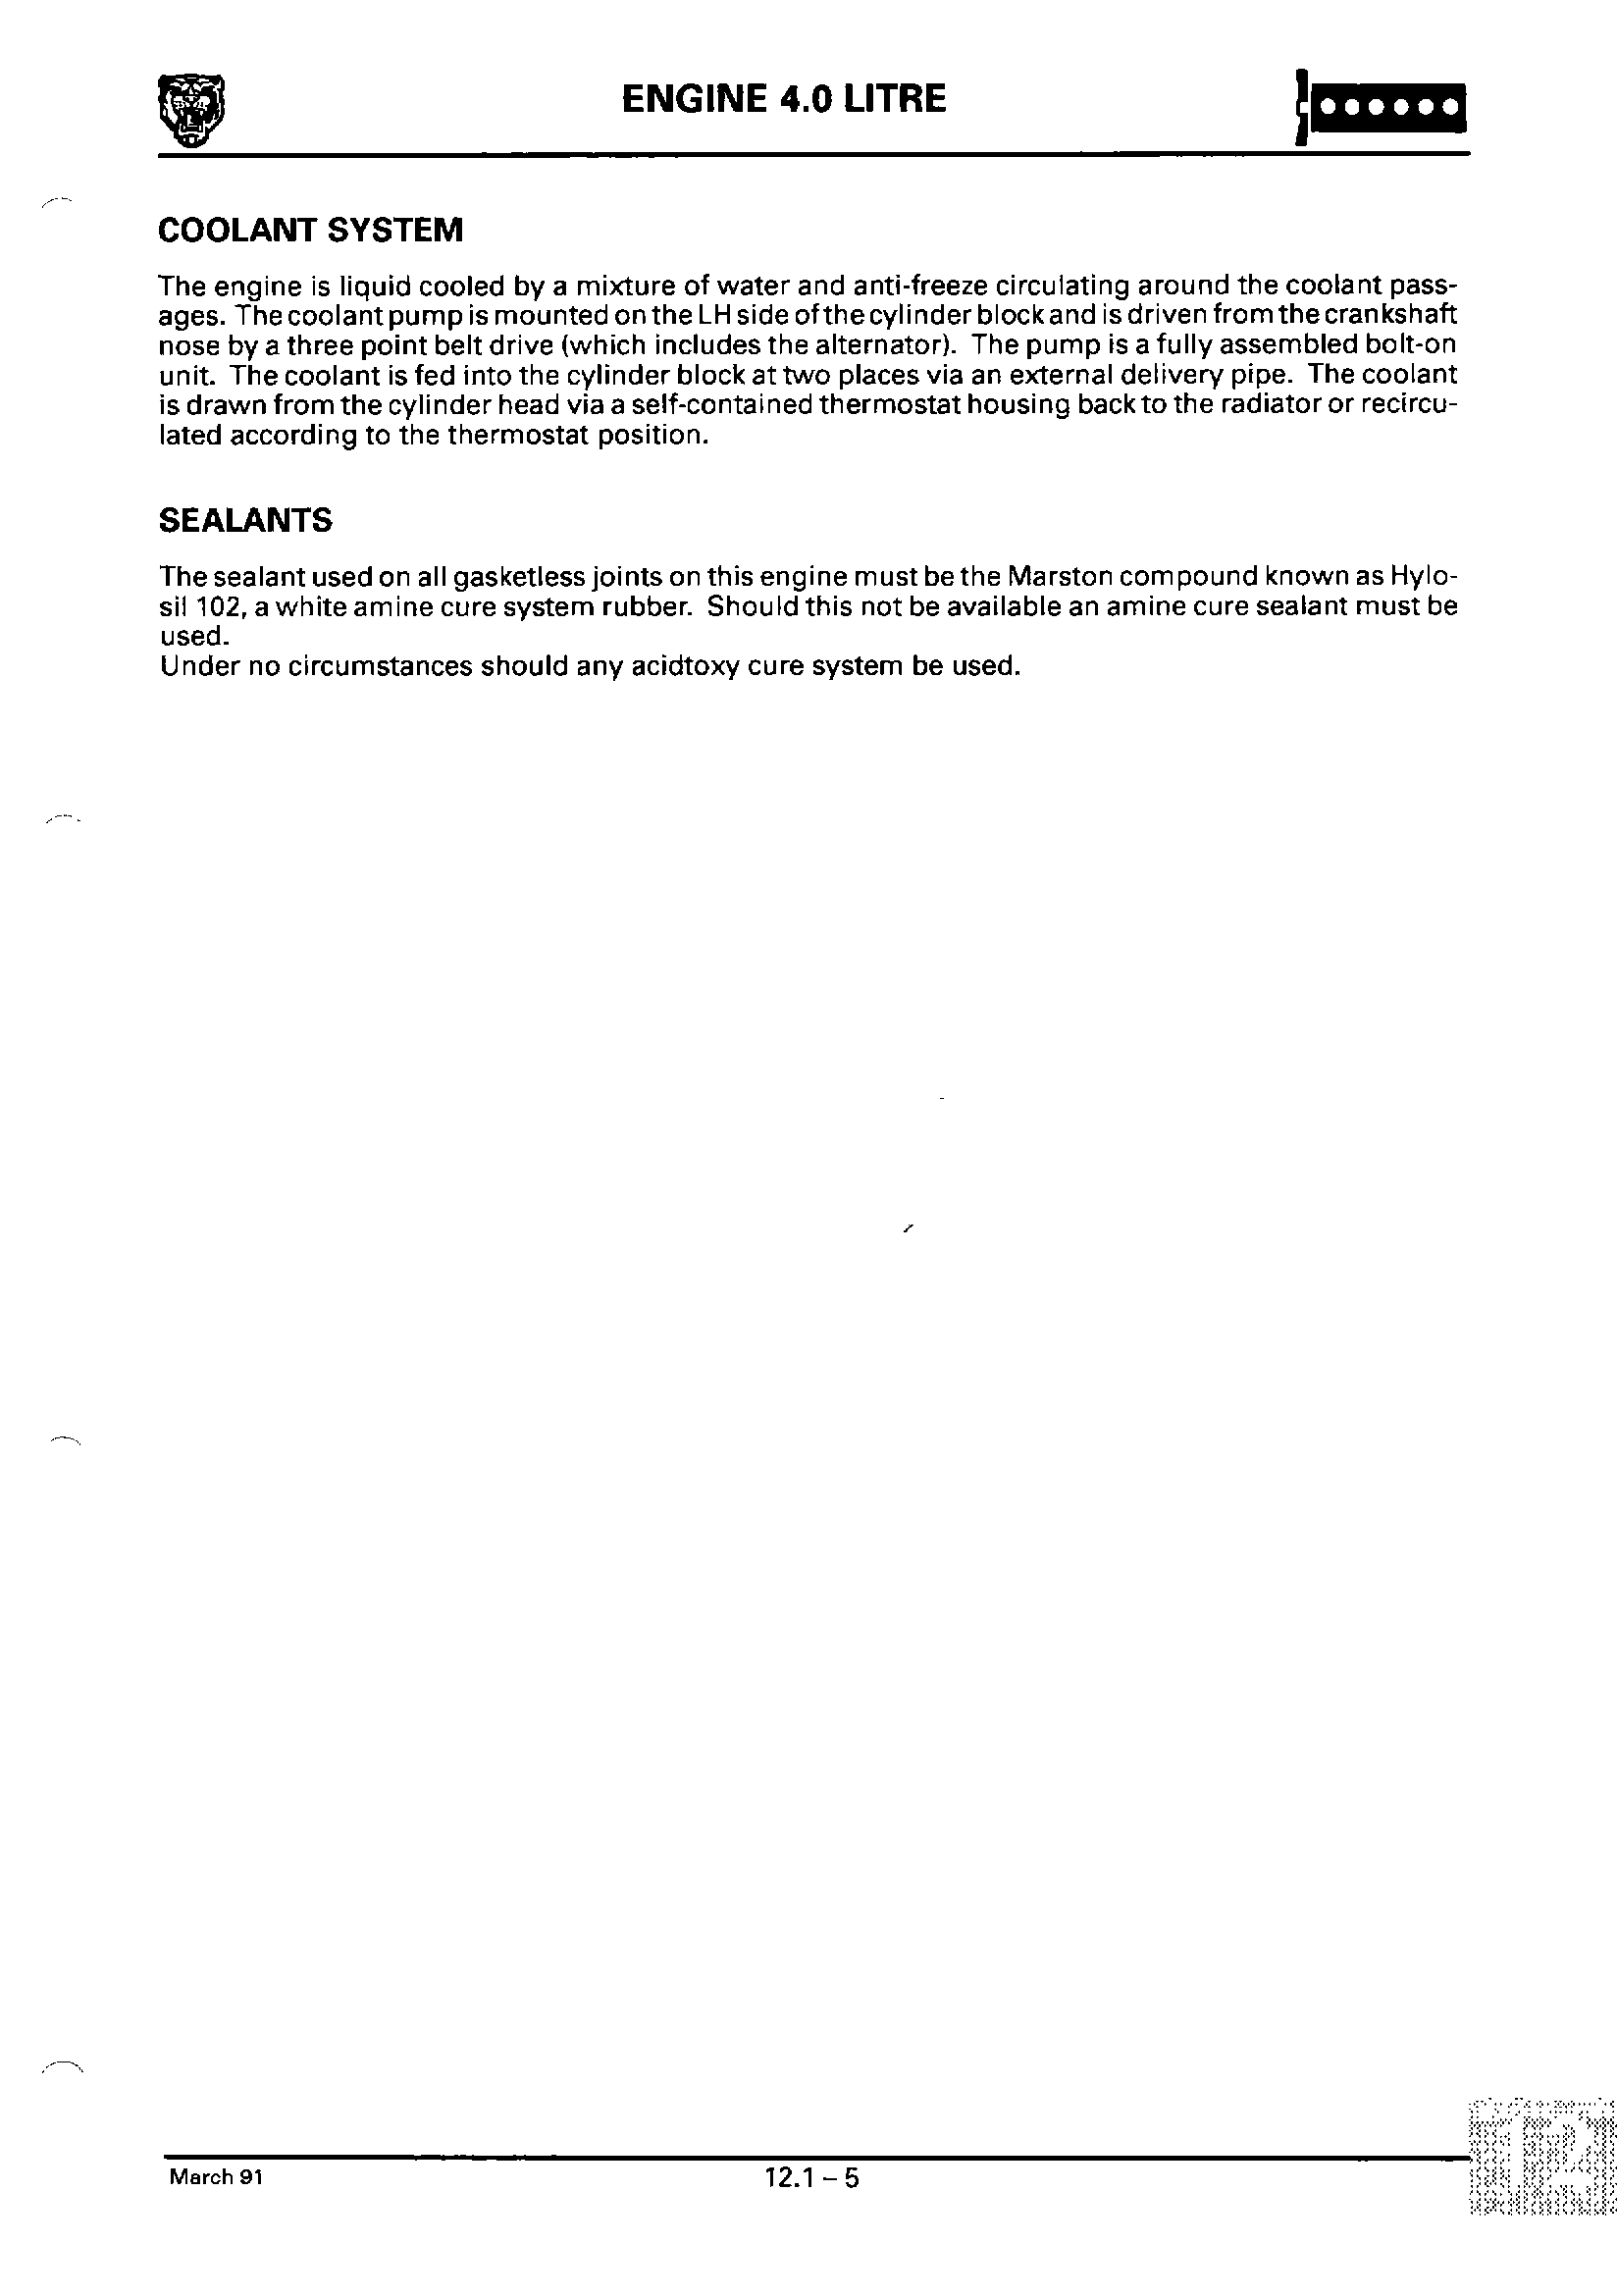 ENGINE 4.0 LITRE
COOLANT SYSTEM
The engine is liquid cooled by a mixture of water and anti-freeze circulating around the coolant pass-
ages. The coolant pump is mounted on the LH side of the cylinder block and is driven from the crankshaft
nose by a three point belt drive (which includes the alternator). The pump is a fully assembled bolt-on
unit. The coolant is fed into the cylinder block at two places via an external delivery pipe. The coolant
is drawn from the cylinder head via a self-contained thermostat housing back to the radiator or recircu-
lated according to the thermostat position.
SEALANTS
The sealant used on all gasketless joints on this engine must be the Marston compound known as Hylo-
sil 102, a white amine cure system rubber. Should this not be available an amine cure sealant must be
used.
Under no circumstances should any acidtoxy cure system be used.
March 91
12.1 – 5
12